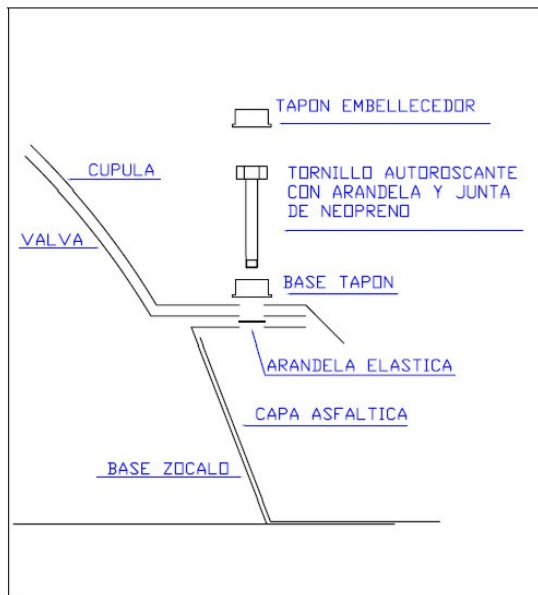 TAPON EMBELLECEDOR
CUPULA
TORNILLO AUTOROSCANTE
CON ARANDELA Y JUNTA
DE NEOPRENO
VALVA
BASE TAPON
ARANDELA ELASTICA
CAPA ASFALTICA
BASE ZOCALO